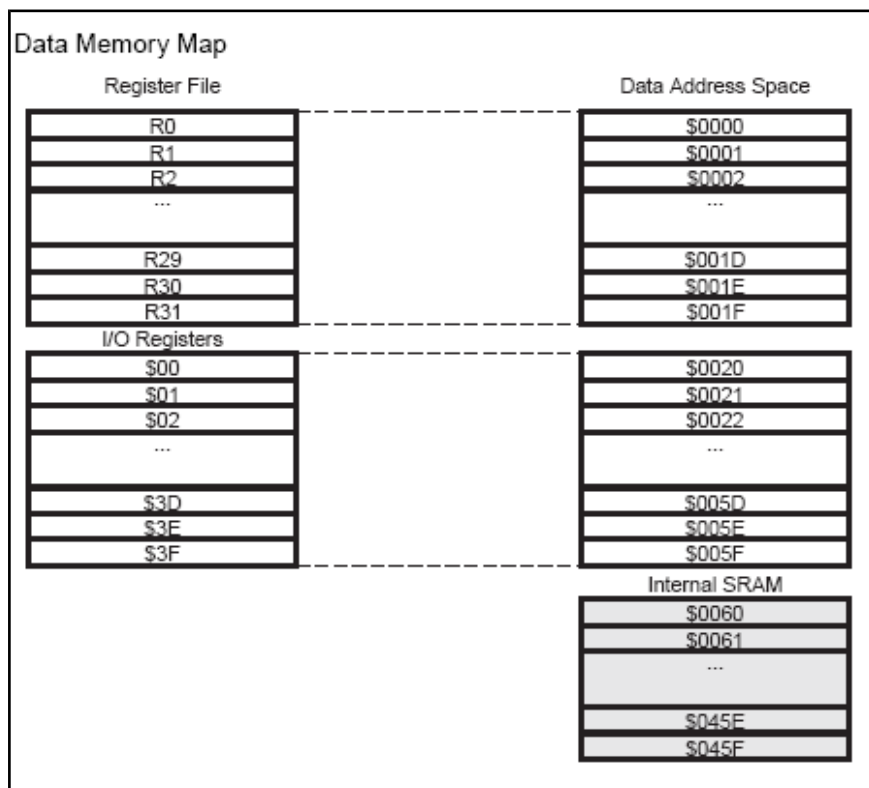 Data Memory Map
Register File Data Address Space
R0 $0000
R1 $0001
R2 $0002
... ...
R29 $001D
R30 $001E
R31 $001F
I/O Registers
$00 $0020
$01 $0021
$02 $0022
... ...
$3D $005D
$3E $005E
$3F $005F
Internal SRAM
$0060
$0061
...
$045E
$045F